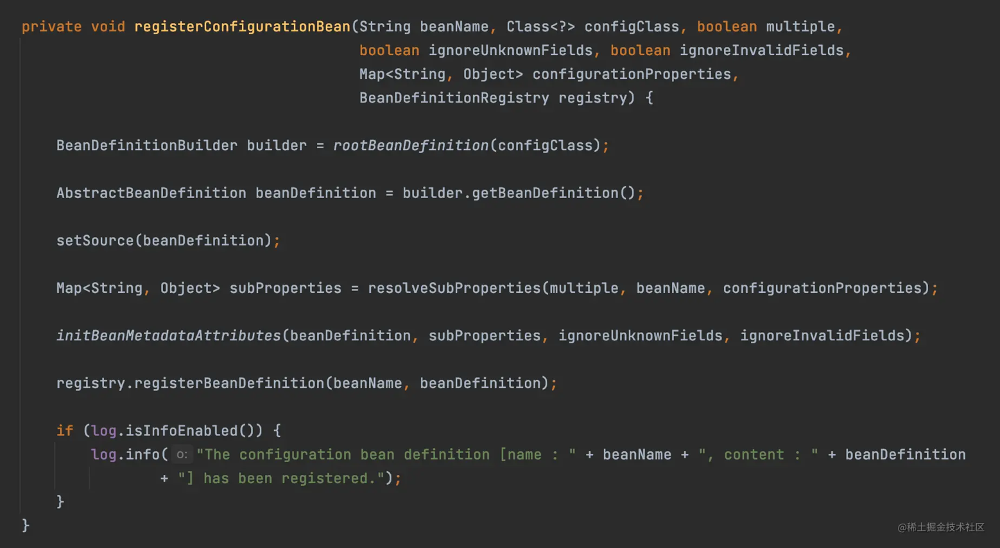 private void registerConfigurationBean(String beanName, Class<?> configClass, boolean multiple,
boolean ignoreUnknownFields, boolean ignoreInvalidFields,
Map<String, Object> configurationProperties,
BeanDefinitionRegistry registry) {
BeanDefinitionBuilder builder = rootBeanDefinition(configClass);
AbstractBeanDefinition beanDefinition = builder.getBeanDefinition();
setSource(beanDefinition);
Map<String, Object> subProperties = resolveSubProperties(multiple, beanName, configurationProperties);
initBeanMetadataAttributes(beanDefinition, subProperties, ignoreUnknownFields, ignoreInvalidFields);
registry.registerBeanDefinition(beanName, beanDefinition);
if (log.isInfoEnabled()) {
log.info( o: "The configuration bean definition [name : " + beanName + ", content : " + beanDefinition
+ "] has been registered.");
}
}
@稀土掘金技术社区